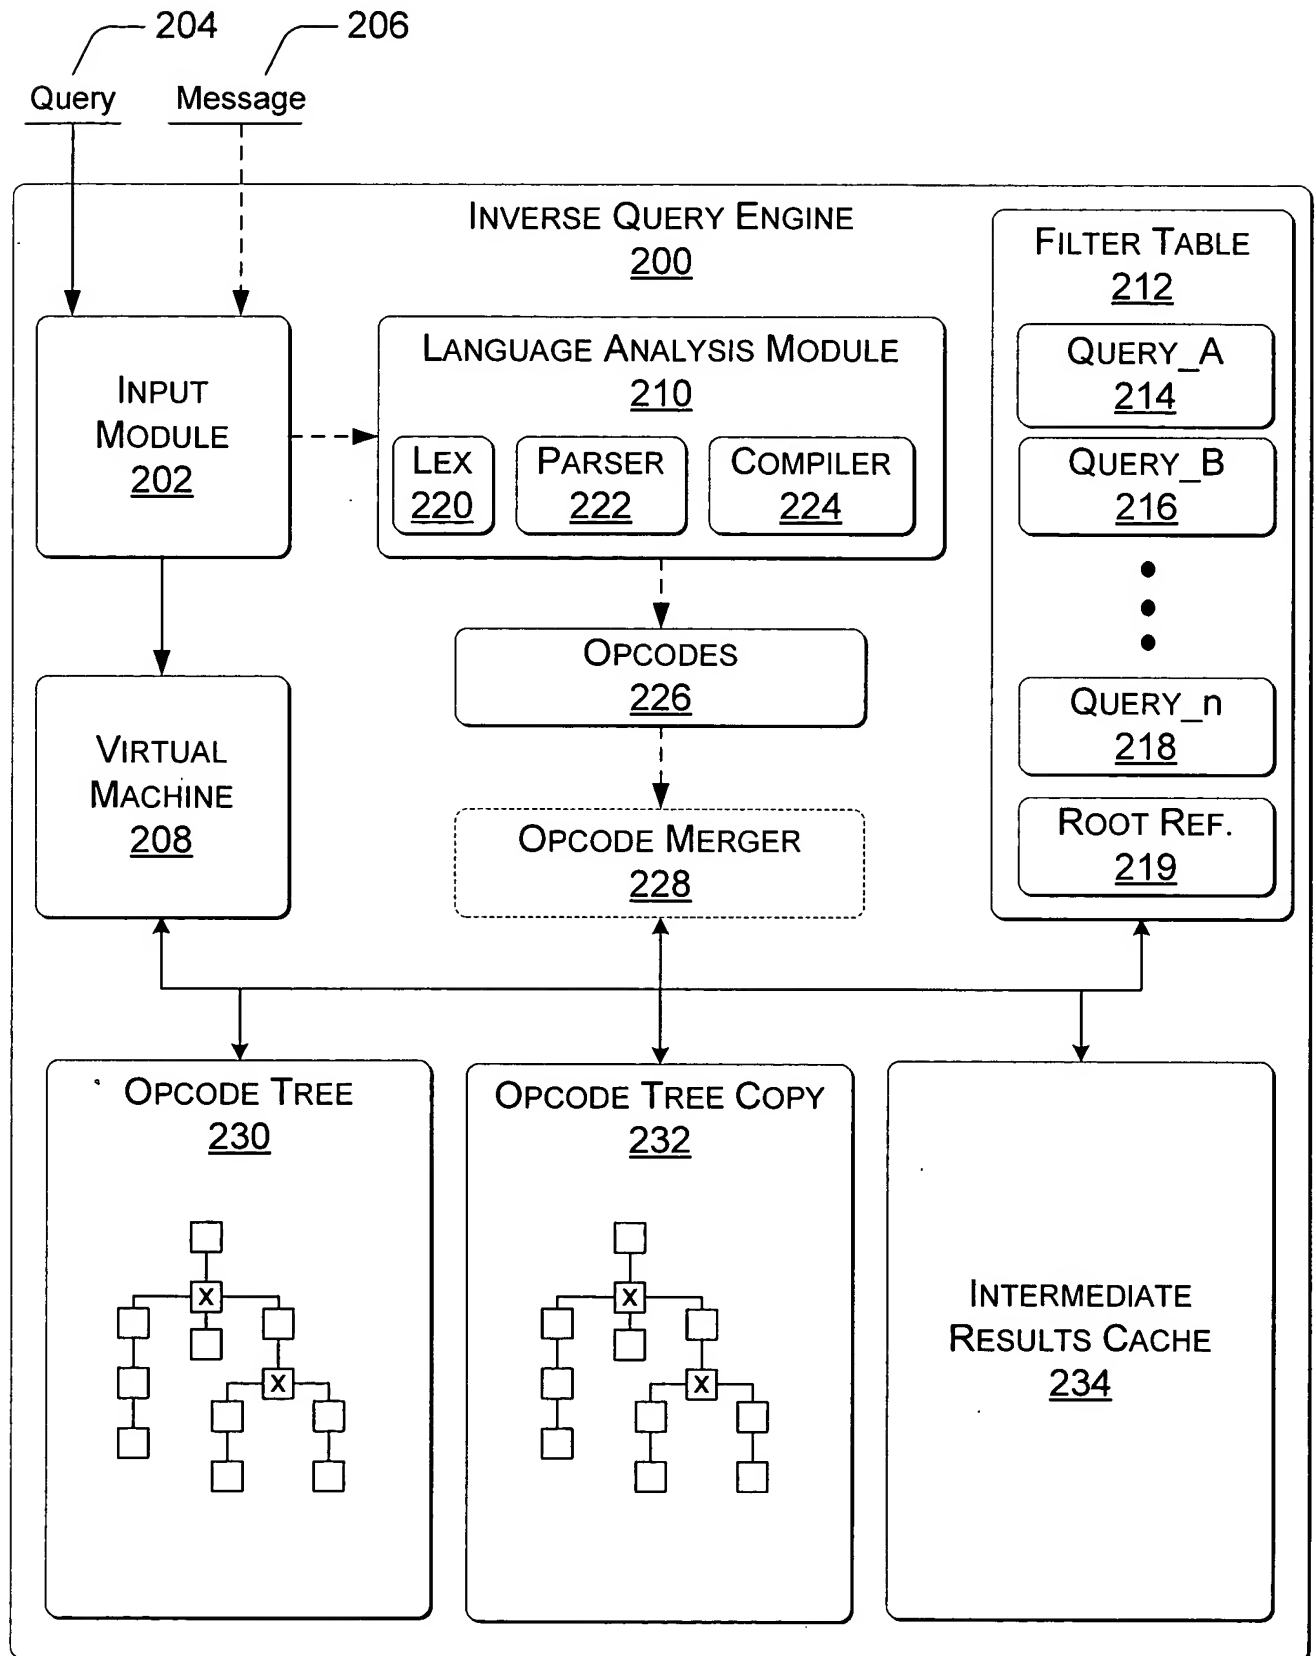 204
206
Query
Message
INVERSE QUERY ENGINE
200
INPUT
MODULE
202
LANGUAGE ANALYSIS MODULE
210
LEX
220
PARSER
222
COMPILER
224
FILTER TABLE
212
QUERY_A
214
QUERY_B
216
QUERY_n
218
ROOT REF.
219
OPCODES
226
VIRTUAL
MACHINE
208
OPCODE MERGER
228
OPCODE TREE
230
X
X
OPCODE TREE COPY
232
X
X
INTERMEDIATE
RESULTS CACHE
234